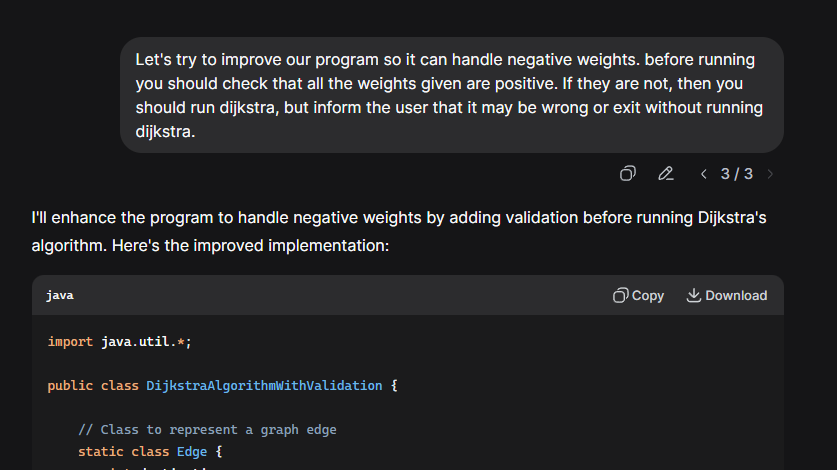 Let's try to improve our program so it can handle negative weights. before running
you should check that all the weights given are positive. If they are not, then you
should run dijkstra, but inform the user that it may be wrong or exit without running
dijkstra.
3 / 3
I'll enhance the program to handle negative weights by adding validation before running Dijkstra's
algorithm. Here's the improved implementation:
java Copy Download
import java.util.*;
public class DijkstraAlgorithmWithValidation {
// Class to represent a graph edge
static class Edge {